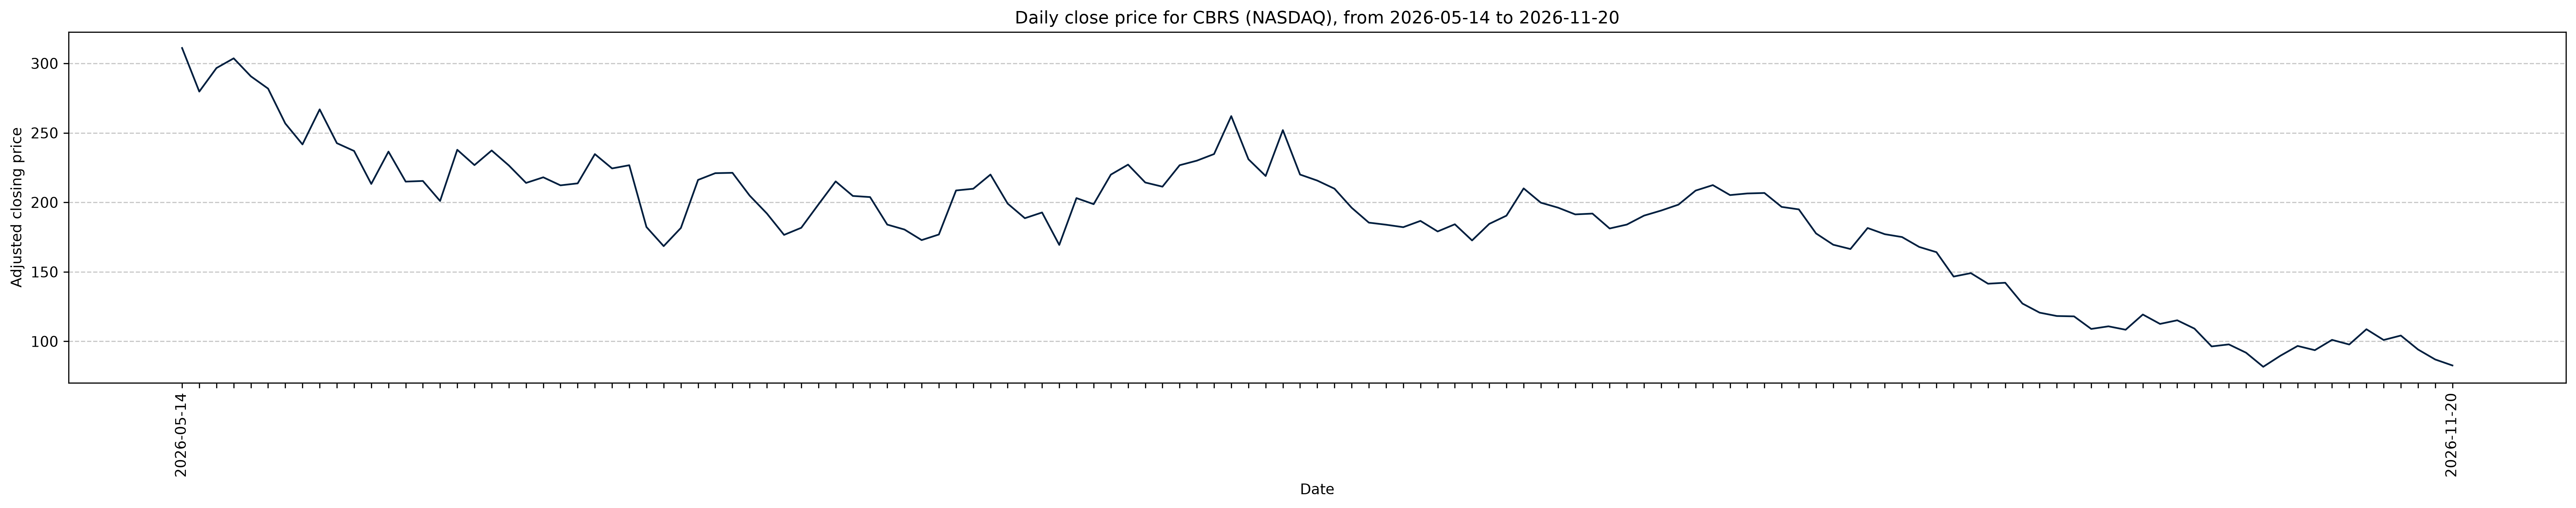 Daily close price for CBRS (NASDAQ), from 2026-05-14 to 2026-11-20
Adjusted closing price
300
250
200
150
100
2026-05-14
2026-11-20
Date